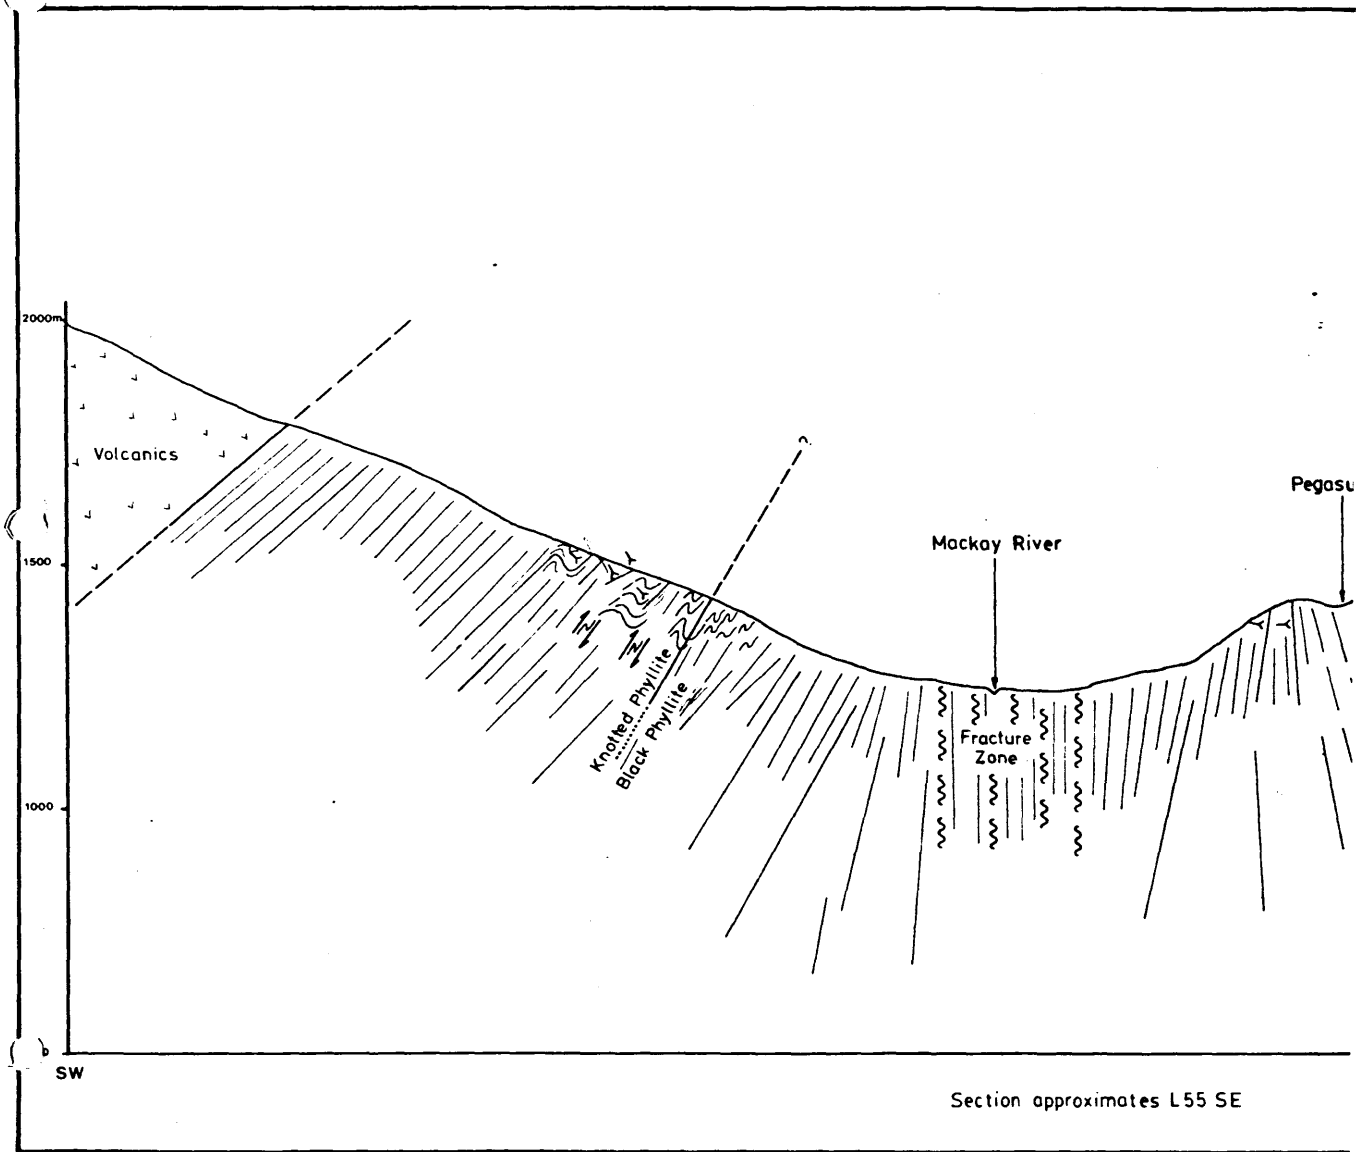 2000m
Volcanics
Pegasu
Mackay River
1500
Knotted Phyllite
Black Phyllite
Fracture
Zone
1000
SW
Section approximates L55 SE